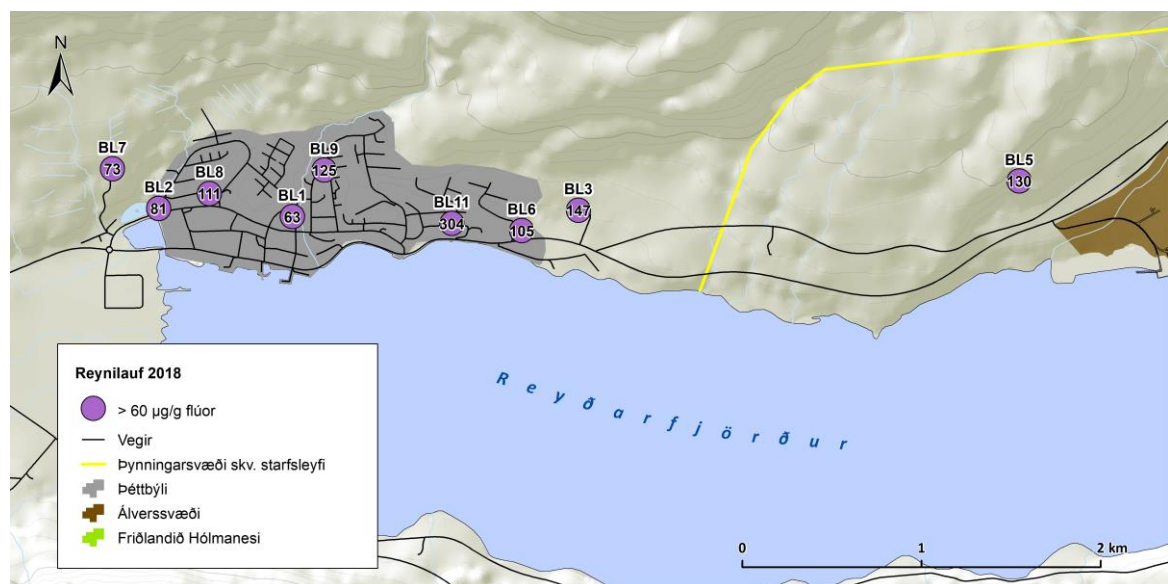 N
BL7
73
BL2
81
BL8
111
BL1
63
BL9
125
BL11
304
BL6
105
BL3
147
BL5
130
Reyðarfjörður
Reynilauf 2018
> 60 µg/g flúor
Vegir
Þynningarsvæði skv. starfsleyfi
Þéttbýli
Álverssvæði
Friðlandið Hólmanesi
0 1 2 km